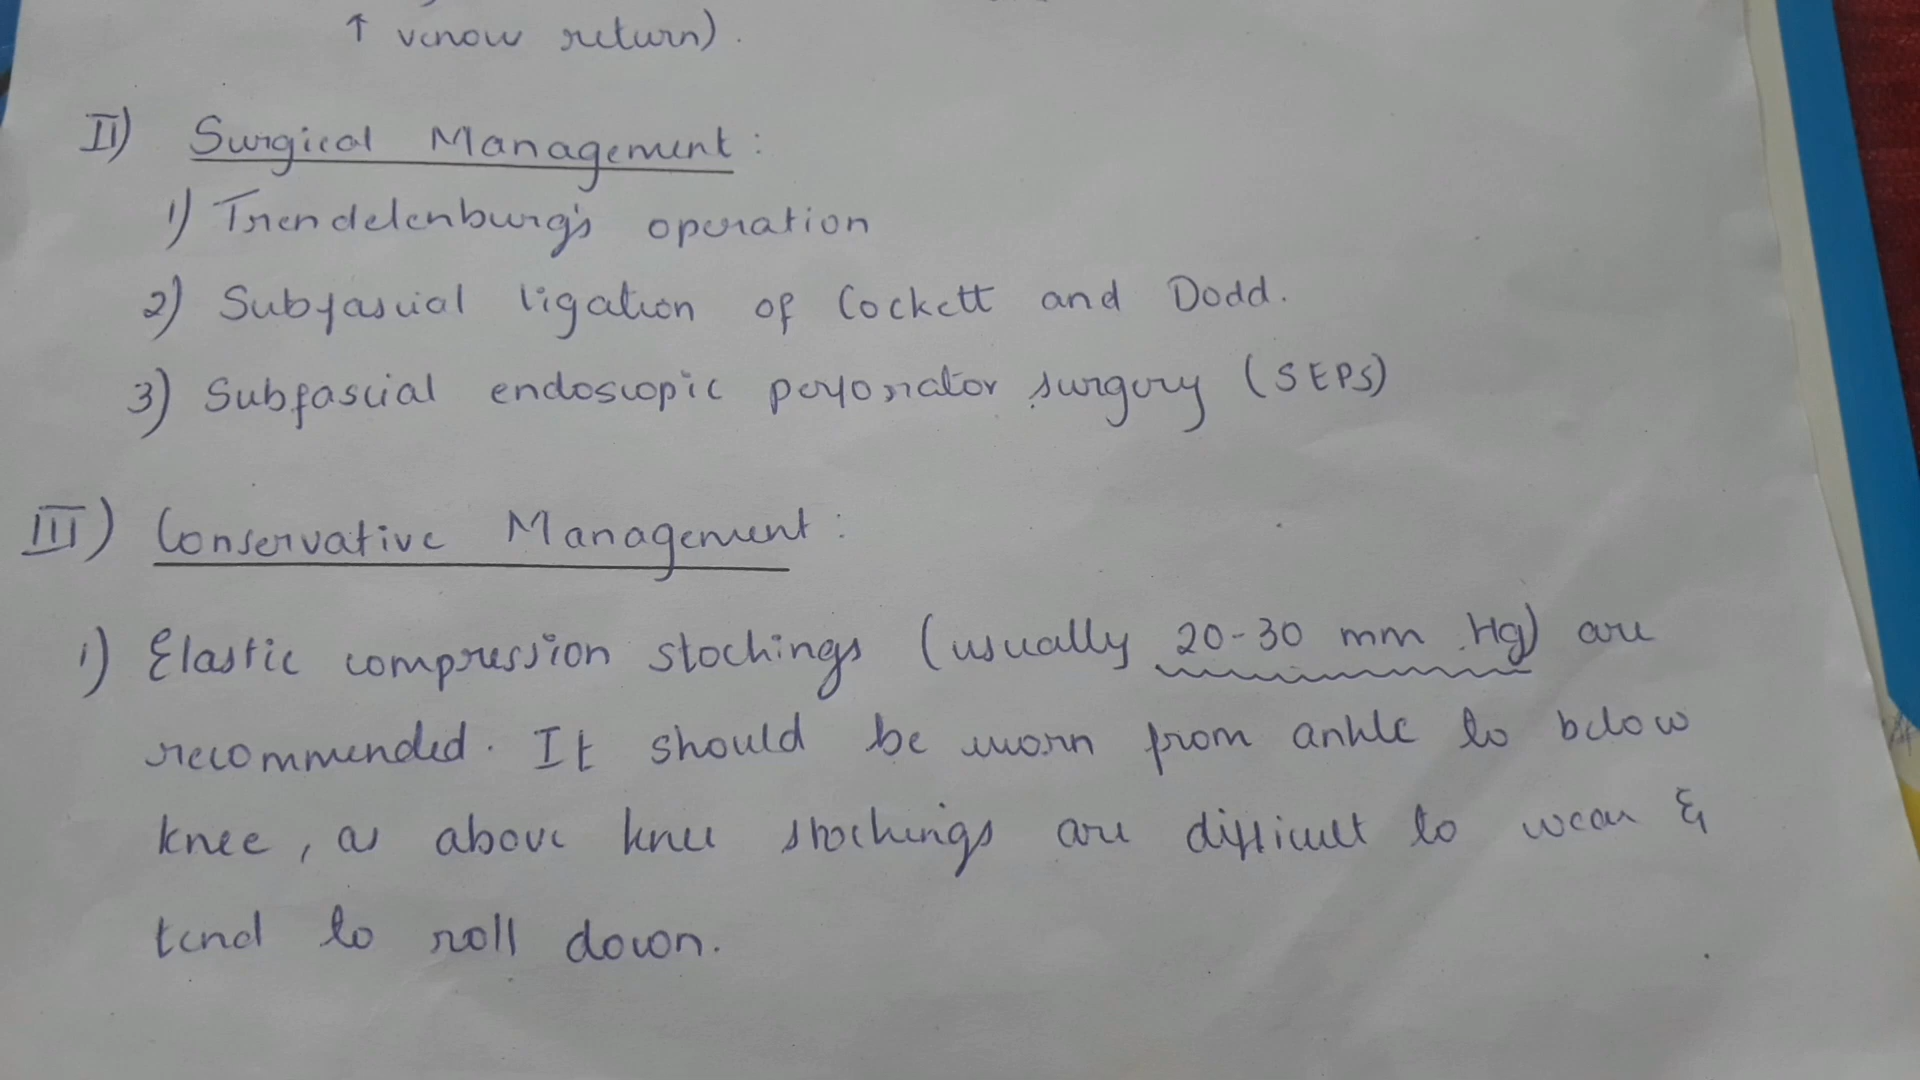 ↑ venous return).
II) Surgical Management:
1) Trendelenburg's operation
2) Subfascial ligation of Cockett and Dodd.
3) Subfascial endoscopic perforator surgery (SEPS)
III) Conservative Management:
1) Elastic compression stockings (usually 20-30 mm Hg) are
recommended. It should be worn from ankle to below
knee, as above knee stockings are difficult to wear &
tend to roll down.